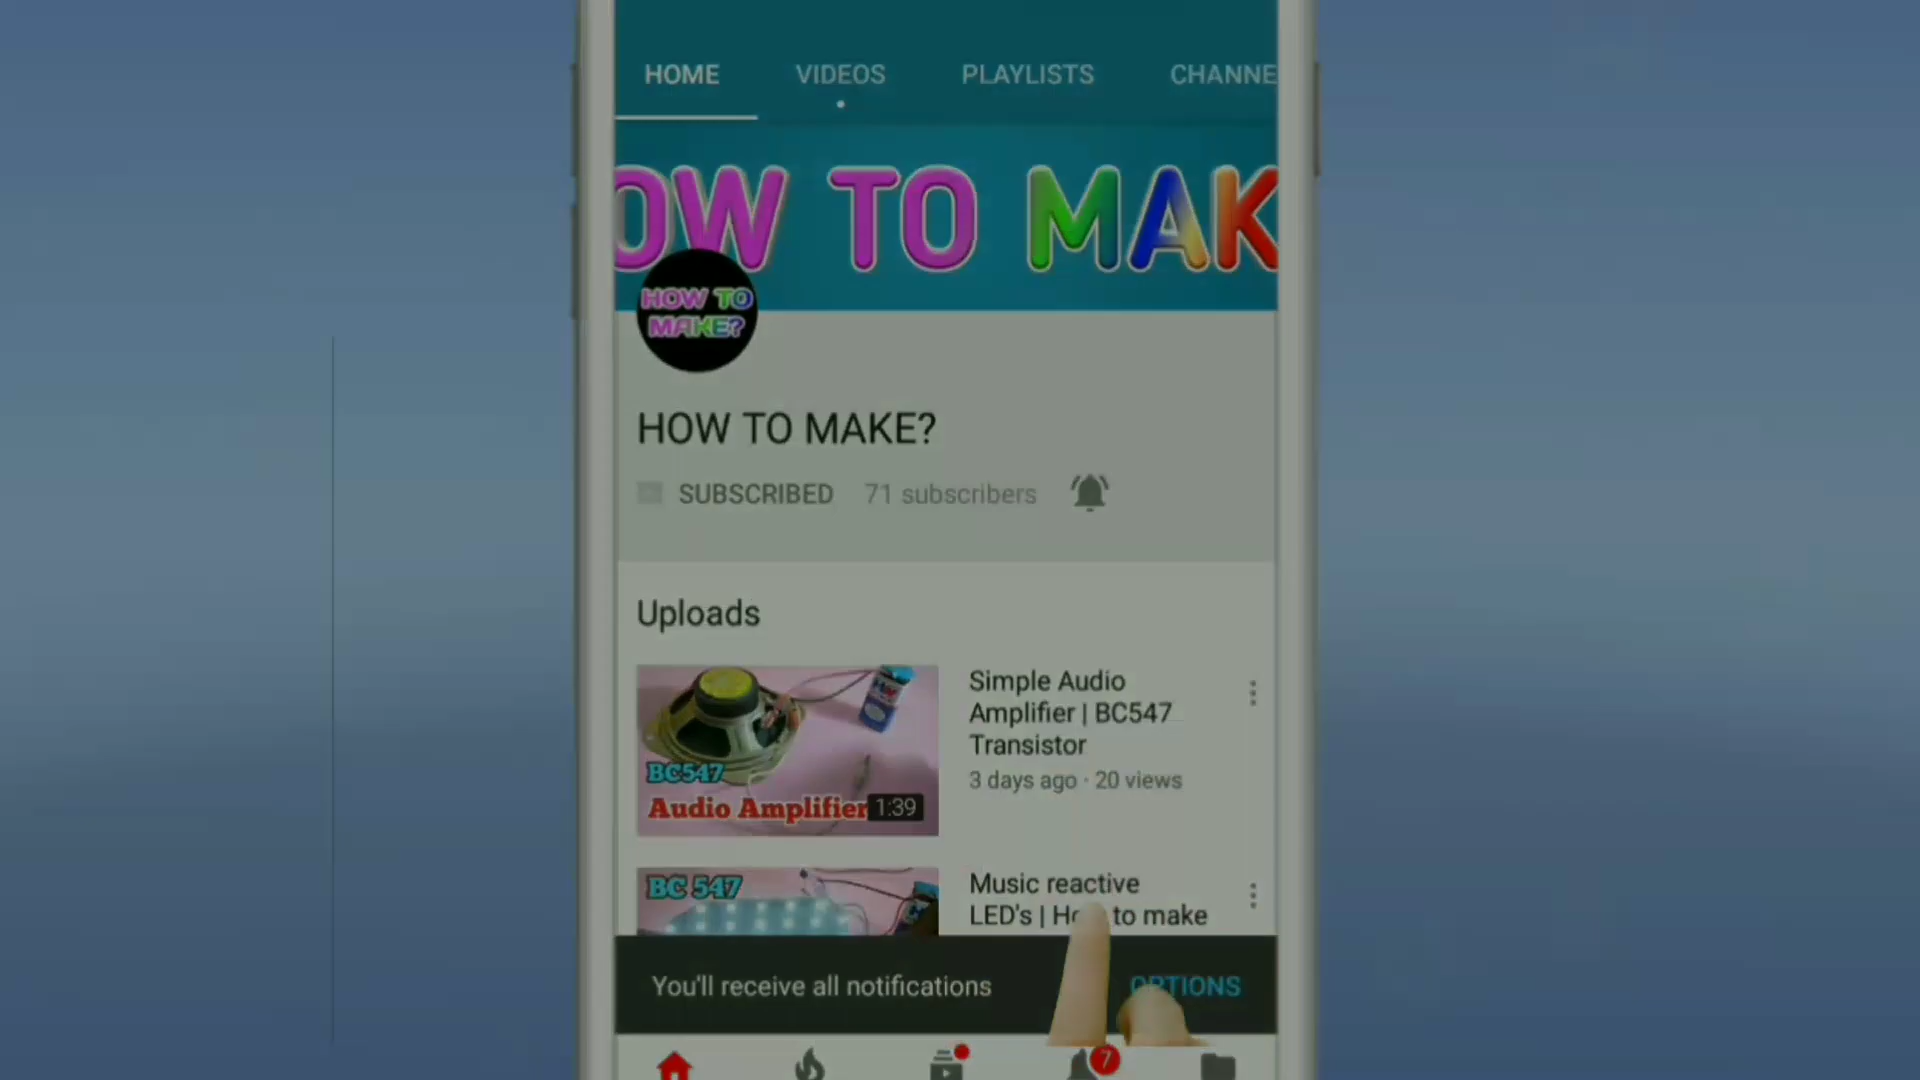 HOME VIDEOS PLAYLISTS CHANNE
OW TO MAK
HOW TO
MAKE?
HOW TO MAKE?
SUBSCRIBED 71 subscribers
Uploads
Simple Audio
Amplifier | BC547
Transistor
3 days ago · 20 views
BC547
Audio Amplifier
1:39
BC 547
Music reactive
LED's | How to make
You'll receive all notifications OPTIONS
7